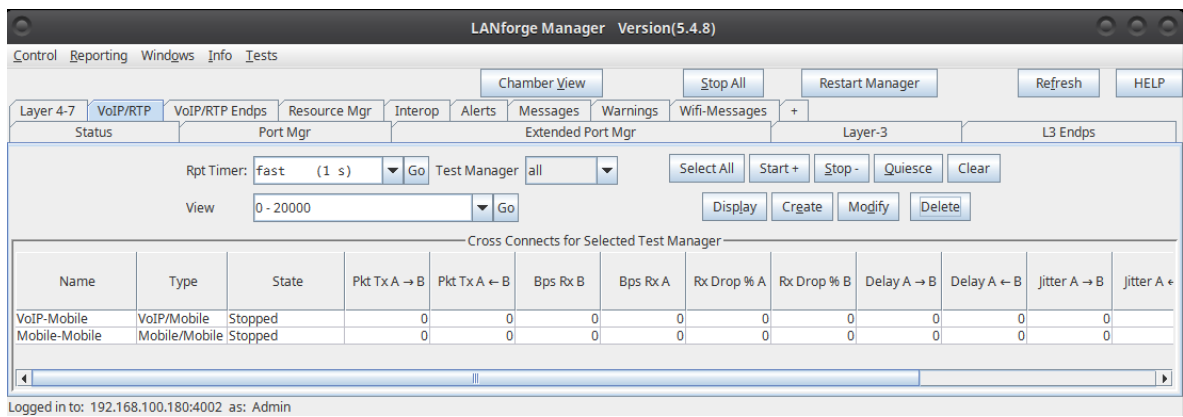 LANforge Manager Version(5.4.8)
Control Reporting Windows Info Tests
Chamber View Stop All Restart Manager Refresh HELP
Layer 4-7 VoIP/RTP VoIP/RTP Endps Resource Mgr Interop Alerts Messages Warnings Wifi-Messages +
Status Port Mgr Extended Port Mgr Layer-3 L3 Endps
Rpt Timer: fast (1 s) Go Test Manager all Select All Start + Stop - Quiesce Clear
View 0 - 20000 Go Display Create Modify Delete
Cross Connects for Selected Test Manager
Name Type State Pkt Tx A → B Pkt Tx A ← B Bps Rx B Bps Rx A Rx Drop % A Rx Drop % B Delay A → B Delay A ← B Jitter A → B Jitter A ←
VoIP-Mobile VoIP/Mobile Stopped 0 0 0 0 0 0 0 0 0
Mobile-Mobile Mobile/Mobile Stopped 0 0 0 0 0 0 0 0 0
Logged in to: 192.168.100.180:4002 as: Admin